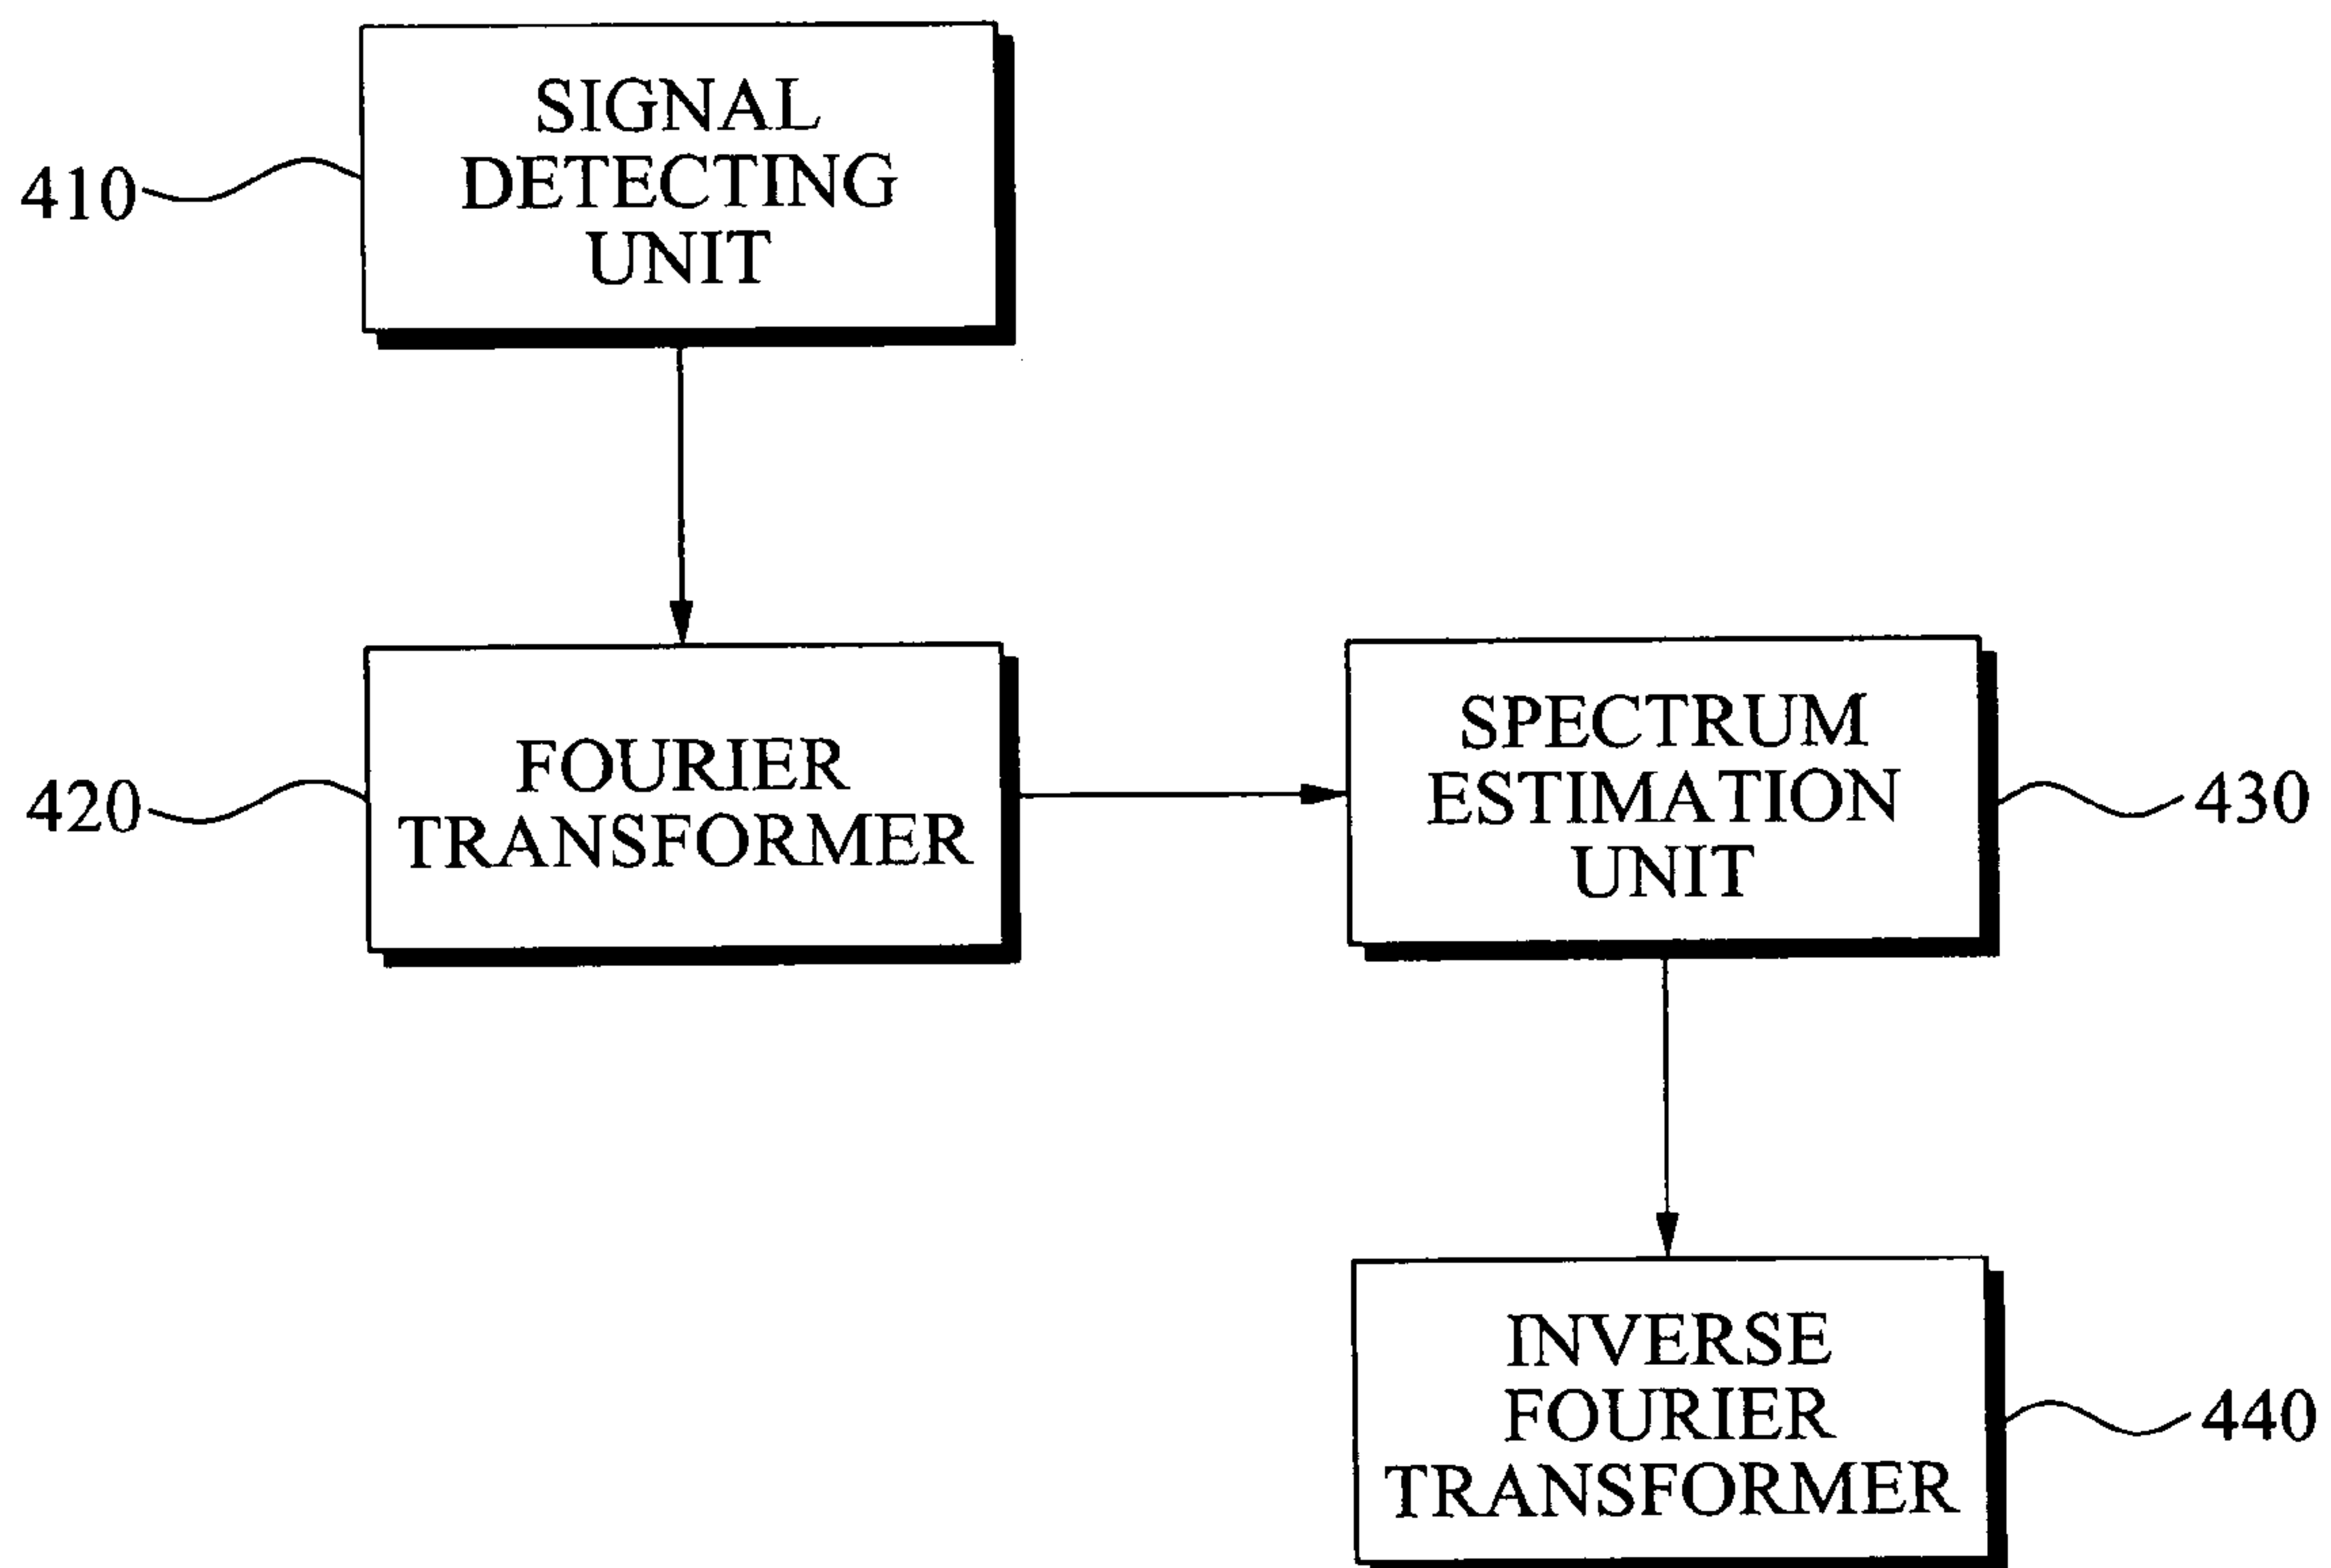 SIGNAL
DETECTING
UNIT
410
FOURIER
TRANSFORMER
420
SPECTRUM
ESTIMATION
UNIT
430
INVERSE
FOURIER
TRANSFORMER
440